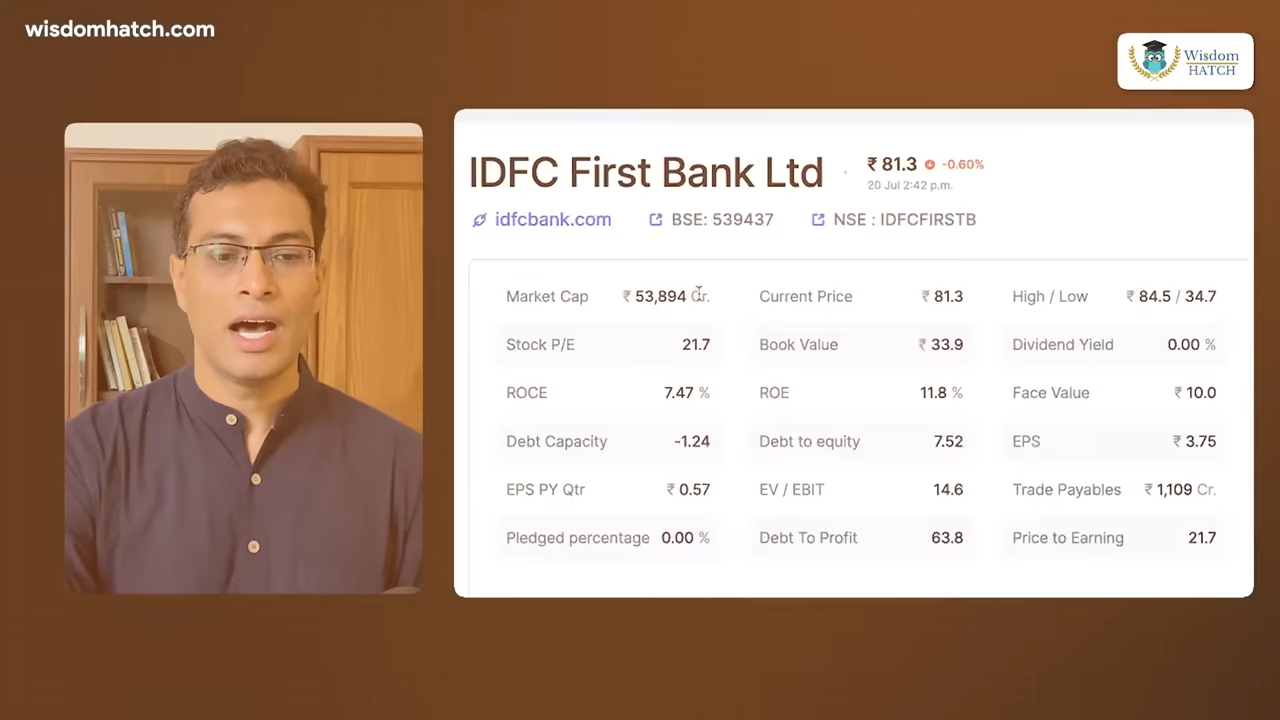 wisdomhatch.com
Wisdom
HATCH
IDFC First Bank Ltd
₹ 81.3 -0.60%
20 Jul 2:42 p.m.
idfcbank.com BSE: 539437 NSE : IDFCFIRSTB
Market Cap ₹ 53,894 Cr. Current Price ₹ 81.3 High / Low ₹ 84.5 / 34.7
Stock P/E 21.7 Book Value ₹ 33.9 Dividend Yield 0.00 %
ROCE 7.47 % ROE 11.8 % Face Value ₹ 10.0
Debt Capacity -1.24 Debt to equity 7.52 EPS ₹ 3.75
EPS PY Qtr ₹ 0.57 EV / EBIT 14.6 Trade Payables ₹ 1,109 Cr.
Pledged percentage 0.00 % Debt To Profit 63.8 Price to Earning 21.7